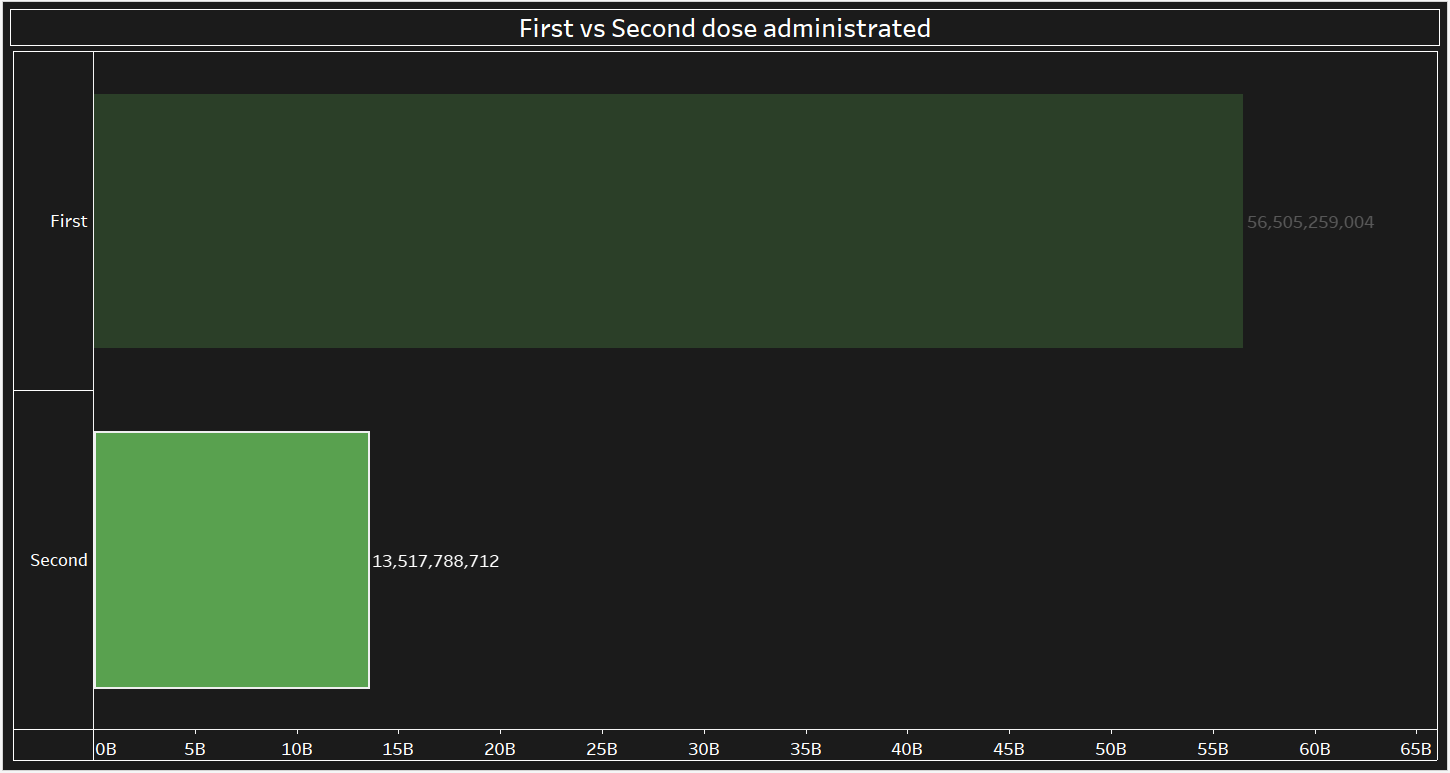 First vs Second dose administrated
First
56,505,259,004
Second
13,517,788,712
0B 5B 10B 15B 20B 25B 30B 35B 40B 45B 50B 55B 60B 65B